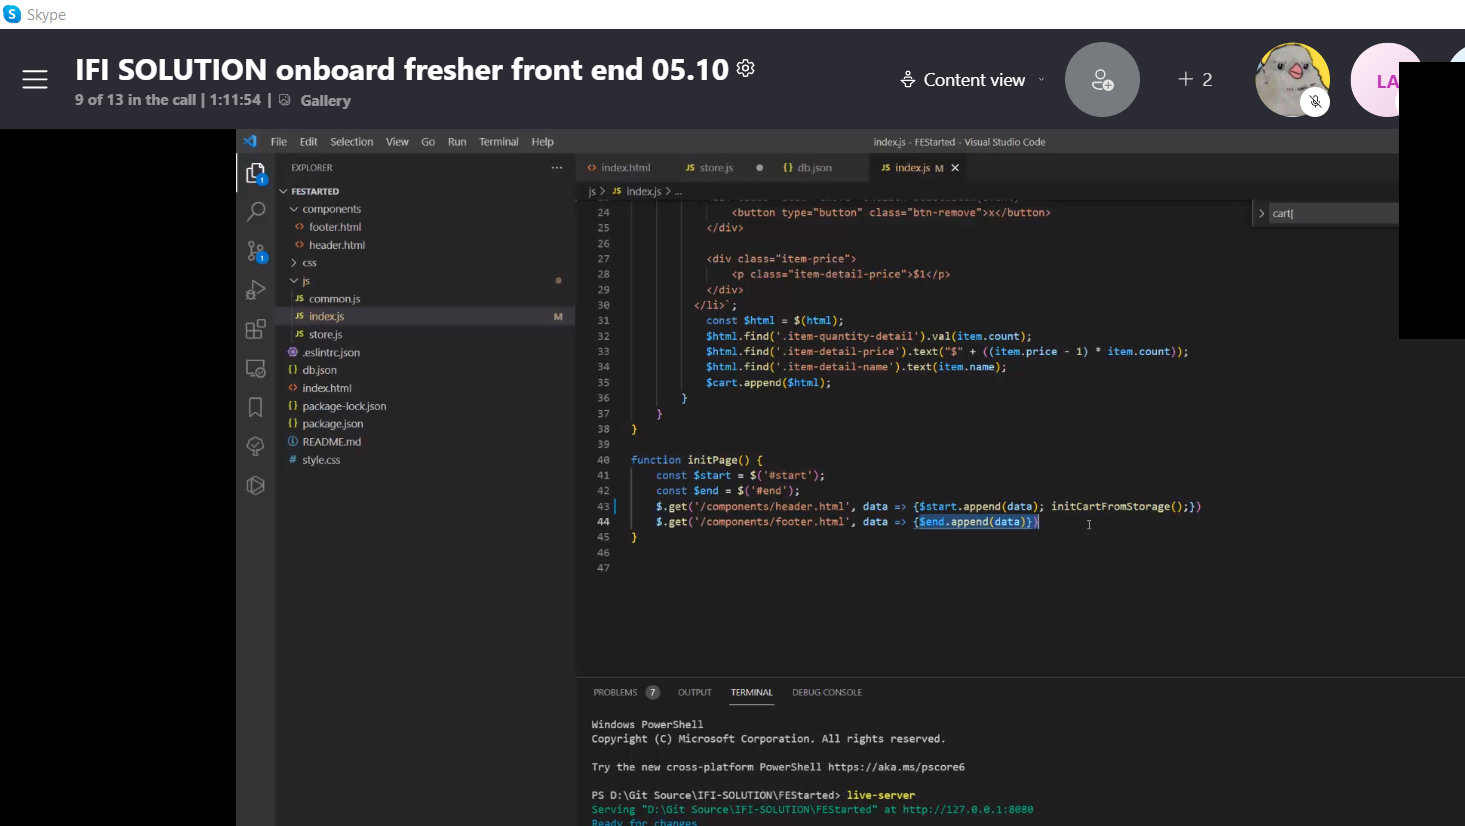 Skype
IFI SOLUTION onboard fresher front end 05.10
9 of 13 in the call | 1:11:54 | Gallery
Content view
+ 2
LA
File Edit Selection View Go Run Terminal Help
index.js - FEStarted - Visual Studio Code
EXPLORER
FESTARTED
components
footer.html
header.html
css
js
common.js
index.js M
store.js
.eslintrc.json
db.json
index.html
package-lock.json
package.json
README.md
style.css
1
1
index.html
store.js
db.json
index.js M
js > index.js > ...
cart[
24 <button type="button" class="btn-remove">x</button>
25 </div>
26
27 <div class="item-price">
28 <p class="item-detail-price">$1</p>
29 </div>
30 </li>`;
31 const $html = $(html);
32 $html.find('.item-quantity-detail').val(item.count);
33 $html.find('.item-detail-price').text("$" + ((item.price - 1) * item.count));
34 $html.find('.item-detail-name').text(item.name);
35 $cart.append($html);
36 }
37 }
38 }
39
40 function initPage() {
41 const $start = $('#start');
42 const $end = $('#end');
43 $.get('/components/header.html', data => {$start.append(data); initCartFromStorage();})
44 $.get('/components/footer.html', data => {$end.append(data)})
45 }
46
47
PROBLEMS 7 OUTPUT TERMINAL DEBUG CONSOLE
Windows PowerShell
Copyright (C) Microsoft Corporation. All rights reserved.
Try the new cross-platform PowerShell https://aka.ms/pscore6
PS D:\Git Source\IFI-SOLUTION\FEStarted> live-server
Serving "D:\Git Source\IFI-SOLUTION\FEStarted" at http://127.0.0.1:8080
Ready for changes